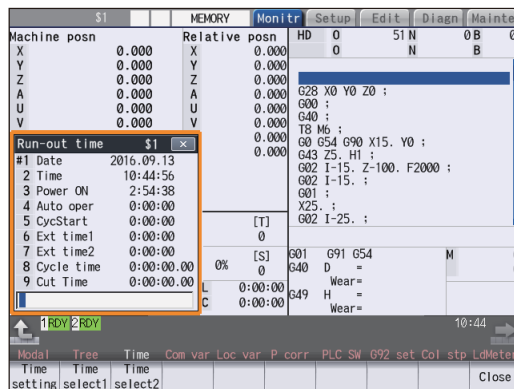 $1 MEMORY Monitr Setup Edit Diagn Mainte
Machine posn
X 0.000
Y 0.000
Z 0.000
A 0.000
U 0.000
V 0.000
Relative posn
X 0.000
Y 0.000
Z 0.000
A 0.000
U 0.000
V 0.000
0.000
0.000
HD O 51 N 0 B
O N B
G28 X0 Y0 Z0 ;
G00 ;
G40 ;
T8 M6 ;
G0 G54 G90 X15. Y0 ;
G43 Z5. H1 ;
G02 I-15. Z-100. F2000 ;
G02 I-15. ;
G01 ;
X25. ;
G02 I-25. ;
Run-out time $1 ×
#1 Date 2016.09.13
2 Time 10:44:56
3 Power ON 2:54:38
4 Auto oper 0:00:00
5 CycStart 0:00:00
6 Ext time1 0:00:00
7 Ext time2 0:00:00
8 Cycle time 0:00:00.00
9 Cut Time 0:00:00.00
[T]
0
[S]
0% 0
L 0:00:00
C 0:00:00
G01 G91 G54 M
G40 D =
Wear=
G49 H =
Wear=
1 RDY 2 RDY 10:44
Modal Tree Time Com var Loc var P corr PLC SW G92 set Col stp LdMeter
Time setting Time select1 Time select2 Close